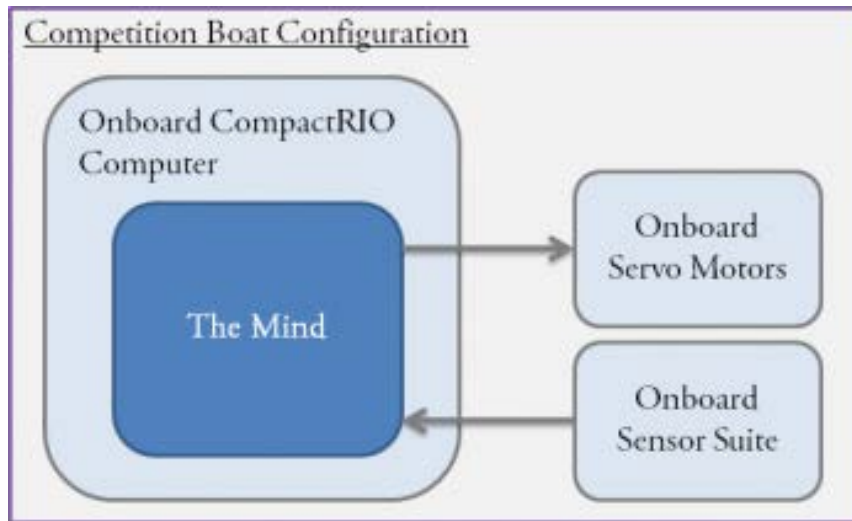 Competition Boat Configuration
Onboard CompactRIO
Computer
The Mind
Onboard
Servo Motors
Onboard
Sensor Suite